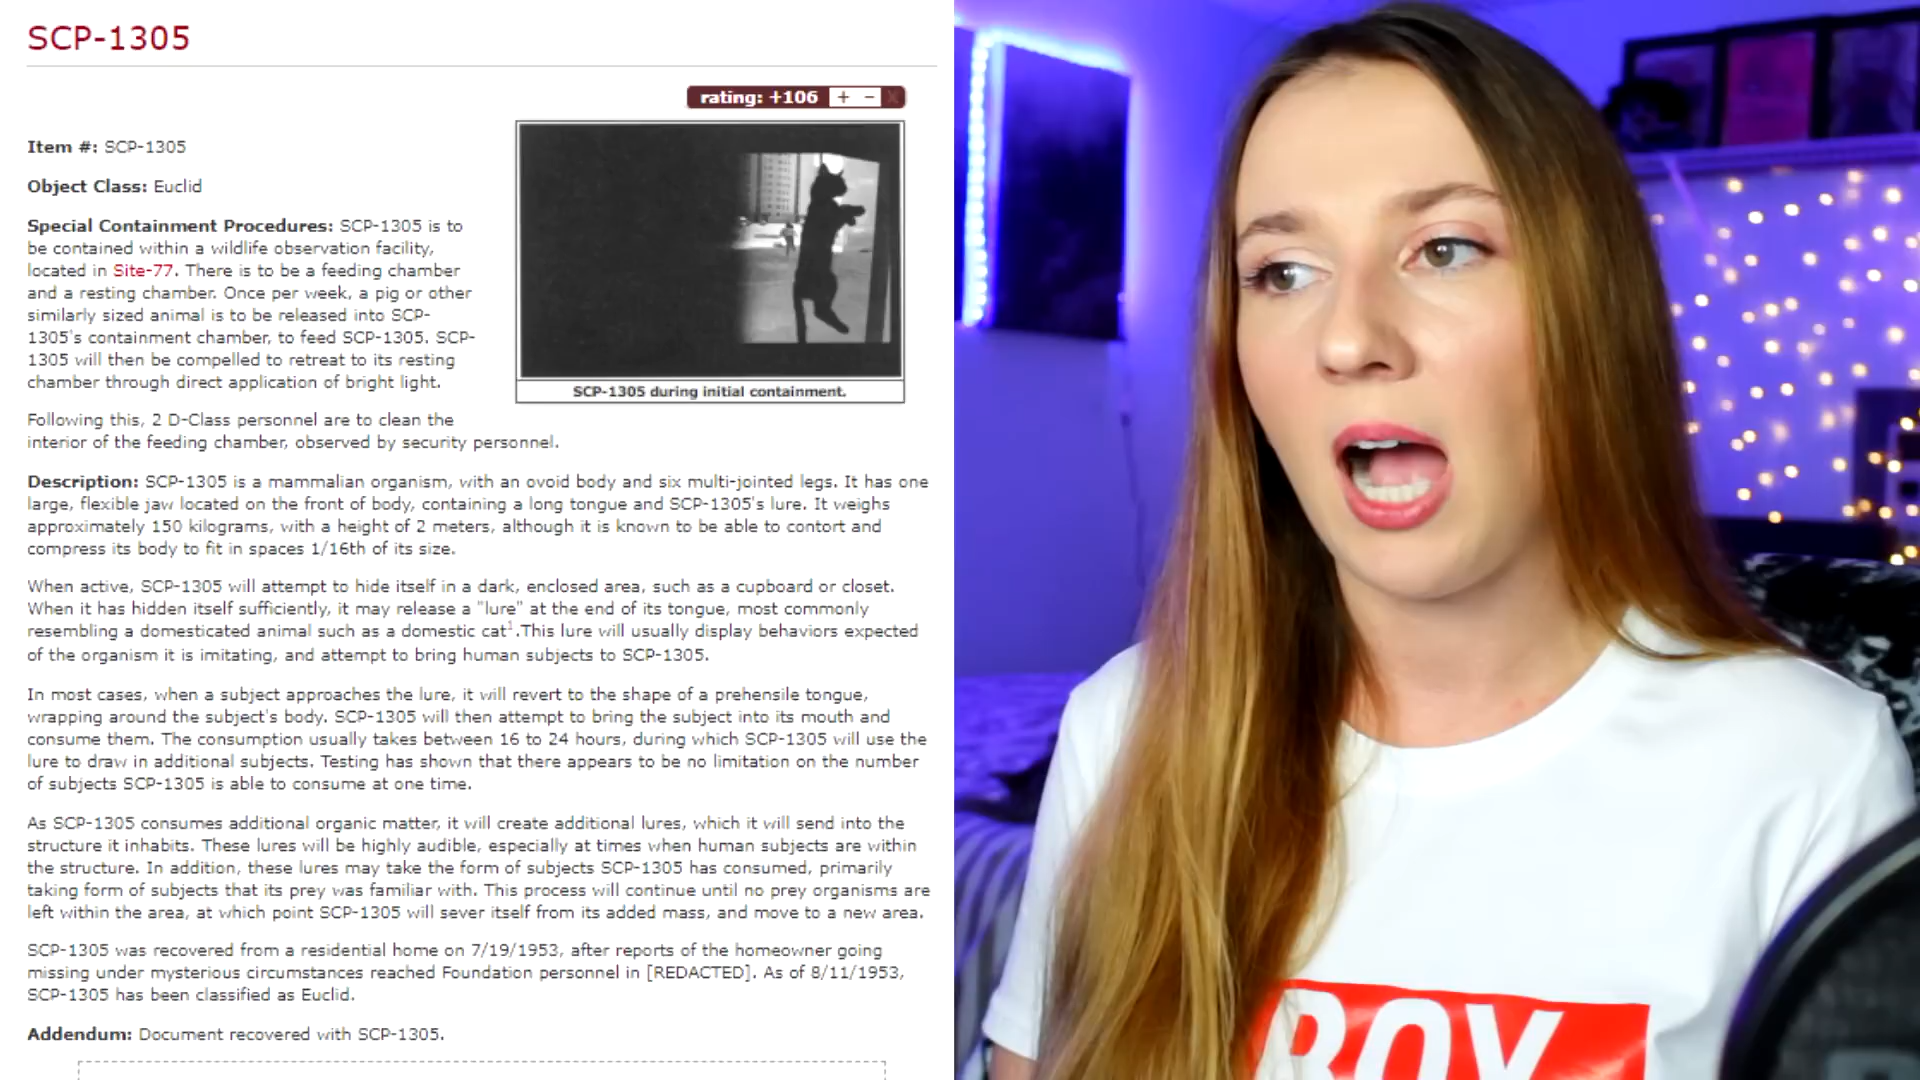 SCP-1305
rating: +106 + − X
Item #: SCP-1305
Object Class: Euclid
Special Containment Procedures: SCP-1305 is to
be contained within a wildlife observation facility,
located in Site-77. There is to be a feeding chamber
and a resting chamber. Once per week, a pig or other
similarly sized animal is to be released into SCP-
1305's containment chamber, to feed SCP-1305. SCP-
1305 will then be compelled to retreat to its resting
chamber through direct application of bright light.
SCP-1305 during initial containment.
Following this, 2 D-Class personnel are to clean the
interior of the feeding chamber, observed by security personnel.
Description: SCP-1305 is a mammalian organism, with an ovoid body and six multi-jointed legs. It has one
large, flexible jaw located on the front of body, containing a long tongue and SCP-1305's lure. It weighs
approximately 150 kilograms, with a height of 2 meters, although it is known to be able to contort and
compress its body to fit in spaces 1/16th of its size.
When active, SCP-1305 will attempt to hide itself in a dark, enclosed area, such as a cupboard or closet.
When it has hidden itself sufficiently, it may release a "lure" at the end of its tongue, most commonly
resembling a domesticated animal such as a domestic cat1.This lure will usually display behaviors expected
of the organism it is imitating, and attempt to bring human subjects to SCP-1305.
In most cases, when a subject approaches the lure, it will revert to the shape of a prehensile tongue,
wrapping around the subject's body. SCP-1305 will then attempt to bring the subject into its mouth and
consume them. The consumption usually takes between 16 to 24 hours, during which SCP-1305 will use the
lure to draw in additional subjects. Testing has shown that there appears to be no limitation on the number
of subjects SCP-1305 is able to consume at one time.
As SCP-1305 consumes additional organic matter, it will create additional lures, which it will send into the
structure it inhabits. These lures will be highly audible, especially at times when human subjects are within
the structure. In addition, these lures may take the form of subjects SCP-1305 has consumed, primarily
taking form of subjects that its prey was familiar with. This process will continue until no prey organisms are
left within the area, at which point SCP-1305 will sever itself from its added mass, and move to a new area.
SCP-1305 was recovered from a residential home on 7/19/1953, after reports of the homeowner going
missing under mysterious circumstances reached Foundation personnel in [REDACTED]. As of 8/11/1953,
SCP-1305 has been classified as Euclid.
Addendum: Document recovered with SCP-1305.
BOY